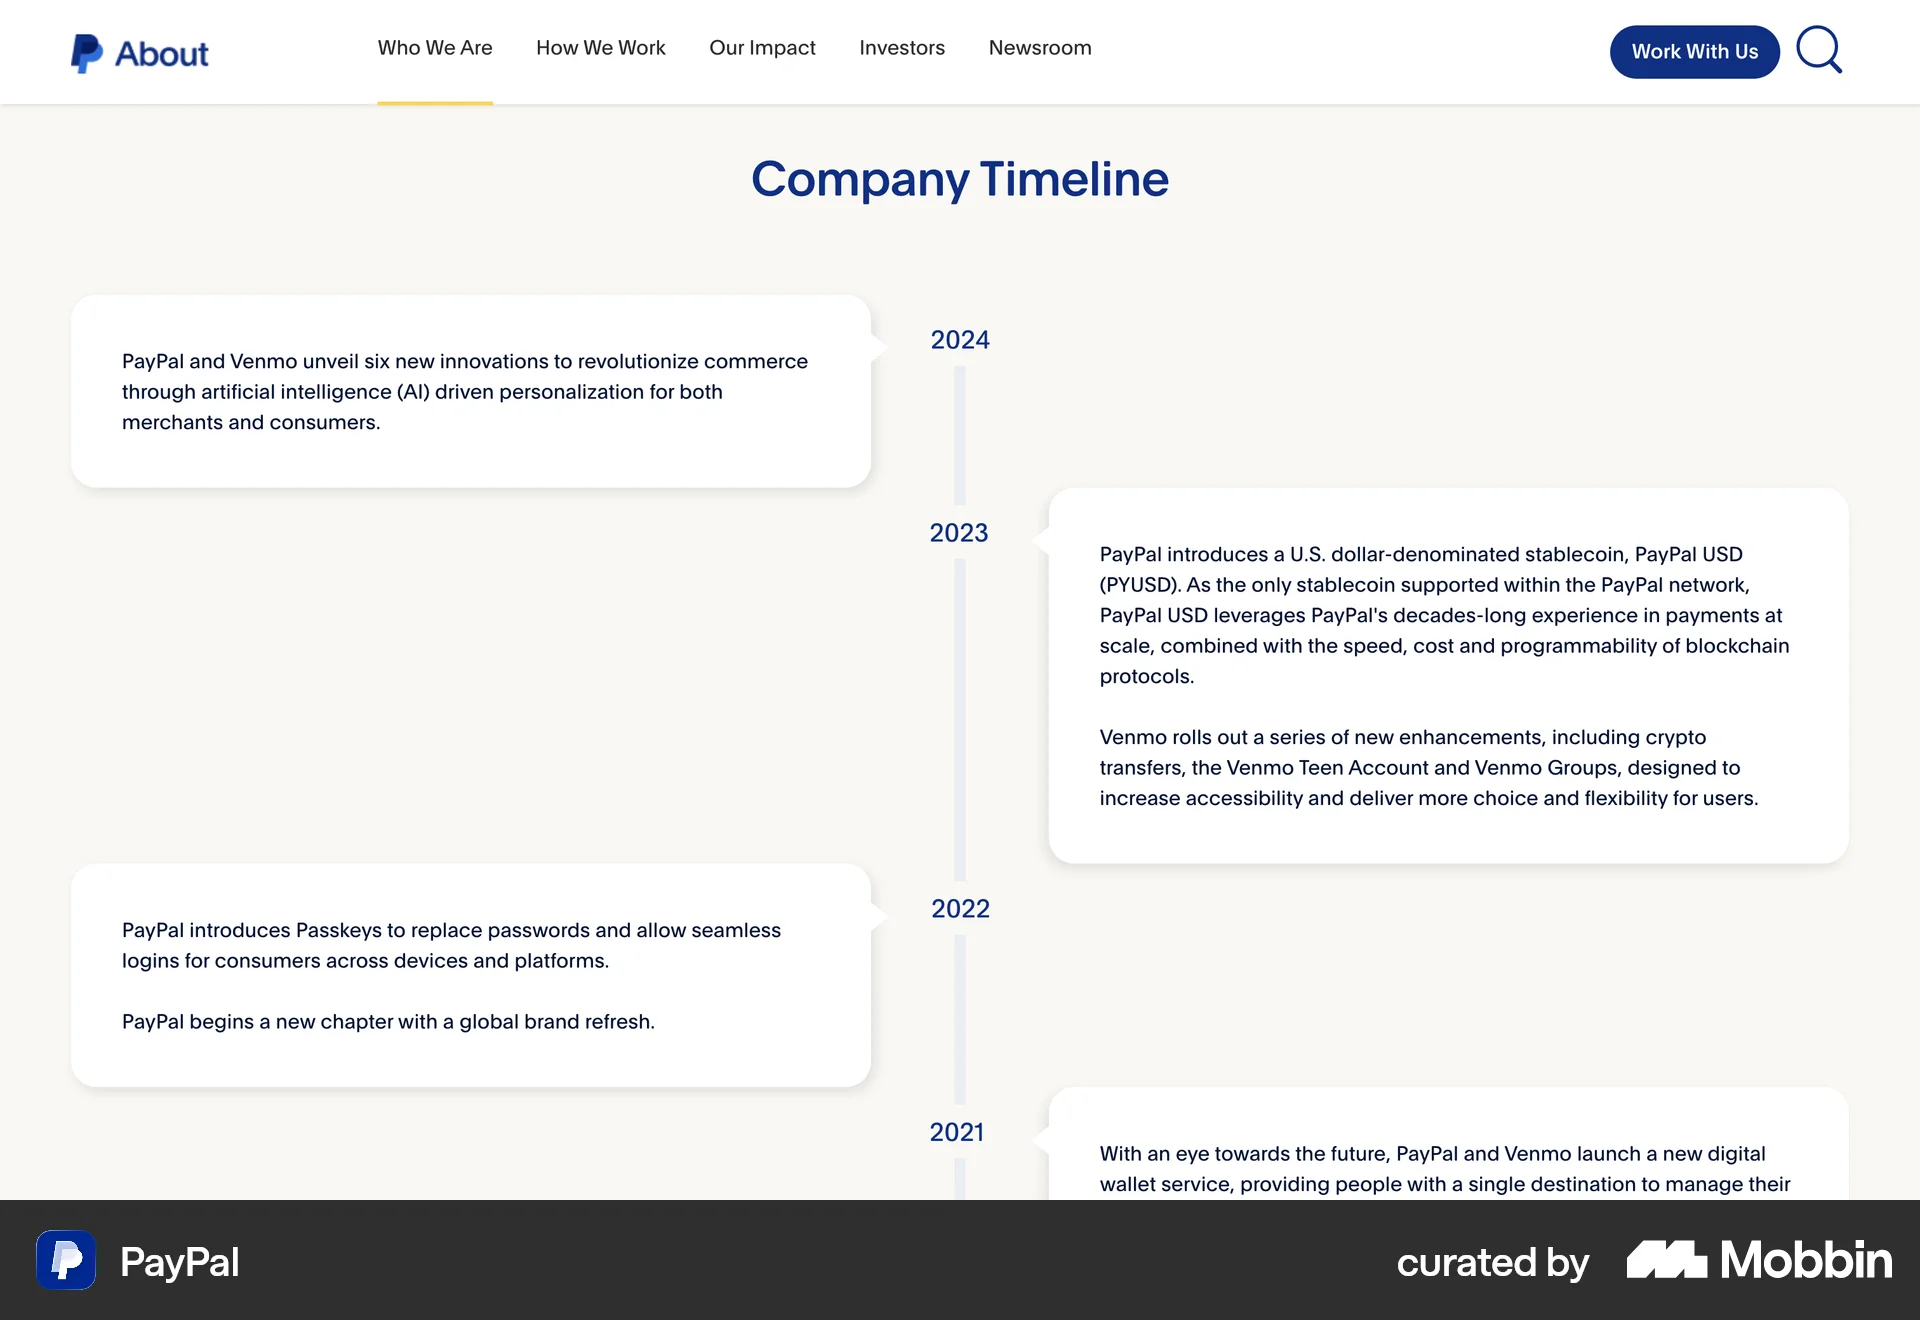 About
Who We Are
How We Work
Our Impact
Investors
Newsroom
Work With Us
Company Timeline
2024
PayPal and Venmo unveil six new innovations to revolutionize commerce
through artificial intelligence (AI) driven personalization for both
merchants and consumers.
2023
PayPal introduces a U.S. dollar-denominated stablecoin, PayPal USD
(PYUSD). As the only stablecoin supported within the PayPal network,
PayPal USD leverages PayPal's decades-long experience in payments at
scale, combined with the speed, cost and programmability of blockchain
protocols.
Venmo rolls out a series of new enhancements, including crypto
transfers, the Venmo Teen Account and Venmo Groups, designed to
increase accessibility and deliver more choice and flexibility for users.
2022
PayPal introduces Passkeys to replace passwords and allow seamless
logins for consumers across devices and platforms.
PayPal begins a new chapter with a global brand refresh.
2021
With an eye towards the future, PayPal and Venmo launch a new digital
wallet service, providing people with a single destination to manage their
PayPal
curated by
Mobbin